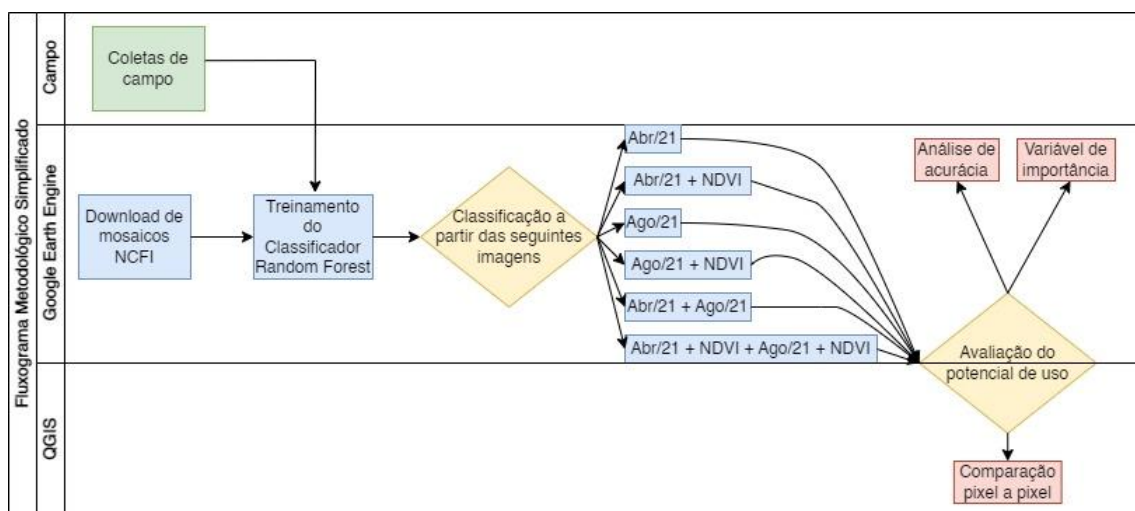 Fluxograma Metodológico Simplificado
Campo
Coletas de
campo
Google Earth Engine
Download de
mosaicos
NCFI
Treinamento
do
Classificador
Random Forest
Classificação a
partir das seguintes
imagens
Abr/21
Abr/21 + NDVI
Ago/21
Ago/21 + NDVI
Abr/21 + Ago/21
Abr/21 + NDVI + Ago/21 + NDVI
Análise de
acurácia
Variável de
importância
Avaliação do
potencial de uso
QGIS
Comparação
pixel a pixel